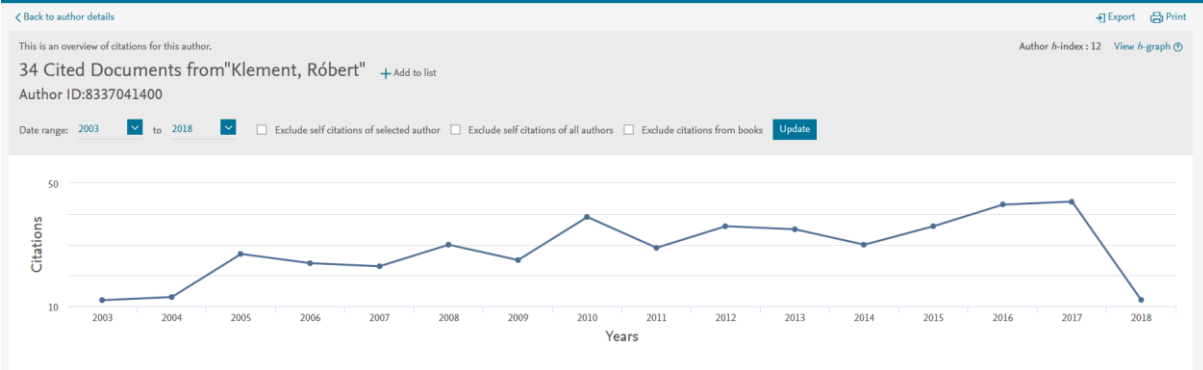 Back to author details
Export Print
This is an overview of citations for this author.
Author h-index : 12 View h-graph
34 Cited Documents from"Klement, Róbert" + Add to list
Author ID:8337041400
Date range: 2003 to 2018 Exclude self citations of selected author Exclude self citations of all authors Exclude citations from books Update
50
Citations
10
2003 2004 2005 2006 2007 2008 2009 2010 2011 2012 2013 2014 2015 2016 2017 2018
Years